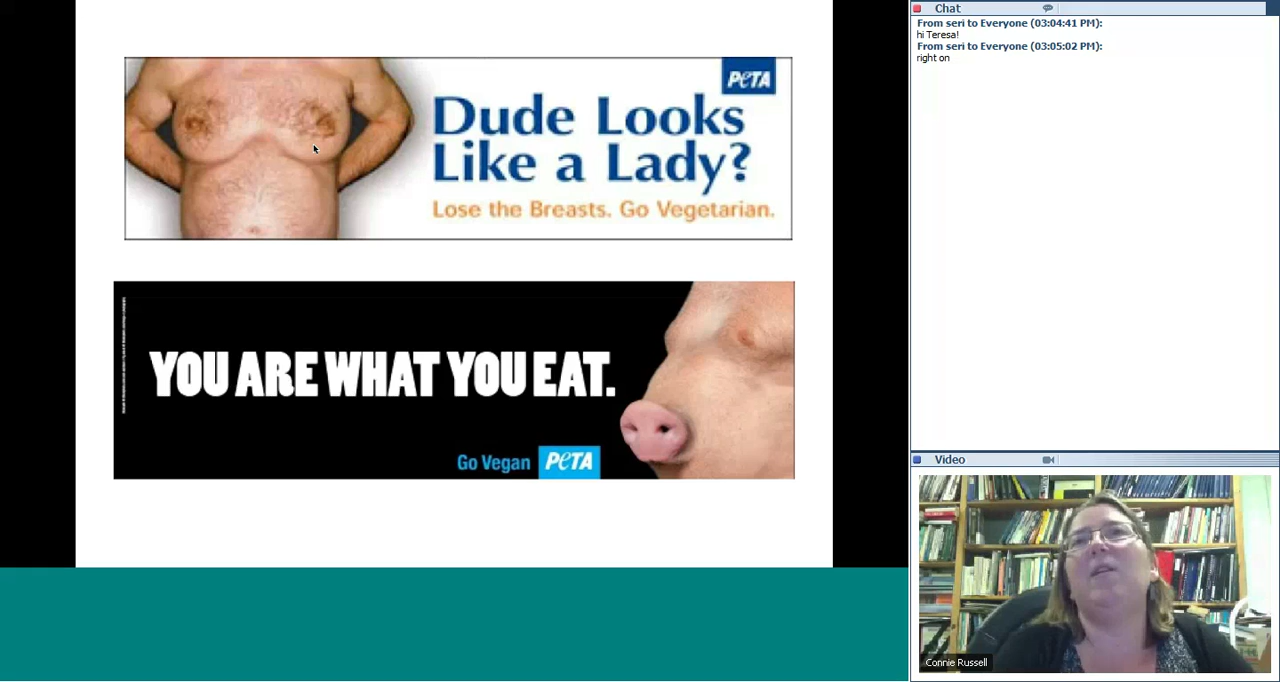 PeTA
Dude Looks
Like a Lady?
Lose the Breasts. Go Vegetarian.
YOU ARE WHAT YOU EAT.
Go Vegan PeTA
Chat
From seri to Everyone (03:04:41 PM):
hi Teresa!
From seri to Everyone (03:05:02 PM):
right on
Video
Connie Russell